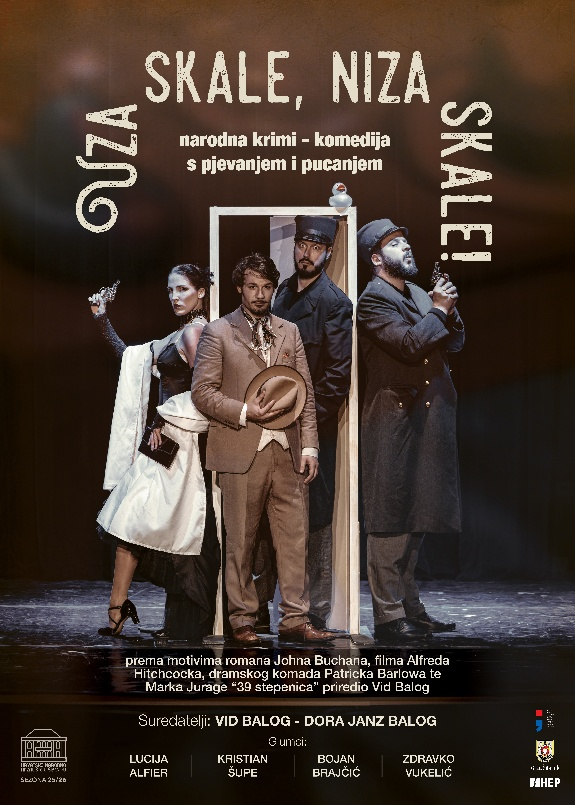 UZA
SKALE, NIZA
SKALE!
narodna krimi - komedija
s pjevanjem i pucanjem
prema motivima romana Johna Buchana, filma Alfreda
Hitchcocka, dramskog komada Patricka Barlowa te
Marka Jurage “39 stepenica” priredio Vid Balog
Suredatelji: VID BALOG - DORA JANZ BALOG
Glumci:
LUCIJA
ALFIER
KRISTIAN
ŠUPE
BOJAN
BRAJČIĆ
ZDRAVKO
VUKELIĆ
HRVATSKO NARODNO
SEZONA 25/26
HEP